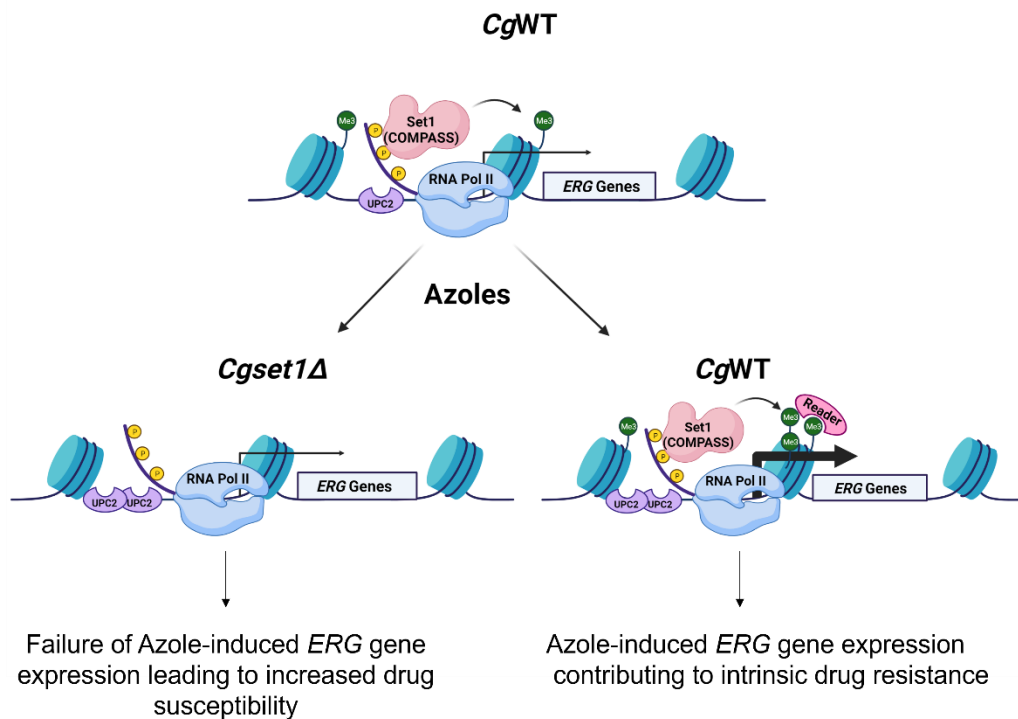 CgWT
Me3
P
Set1
(COMPASS)
Me3
P
P
RNA Pol II
UPC2
ERG Genes
Azoles
Cgset1Δ
CgWT
P
P
P
RNA Pol II
UPC2 UPC2
ERG Genes
Me3
P
Set1
(COMPASS)
Me3
Reader
Me3
Me3
P
P
RNA Pol II
UPC2 UPC2
ERG Genes
Failure of Azole-induced ERG gene
expression leading to increased drug
susceptibility
Azole-induced ERG gene expression
contributing to intrinsic drug resistance